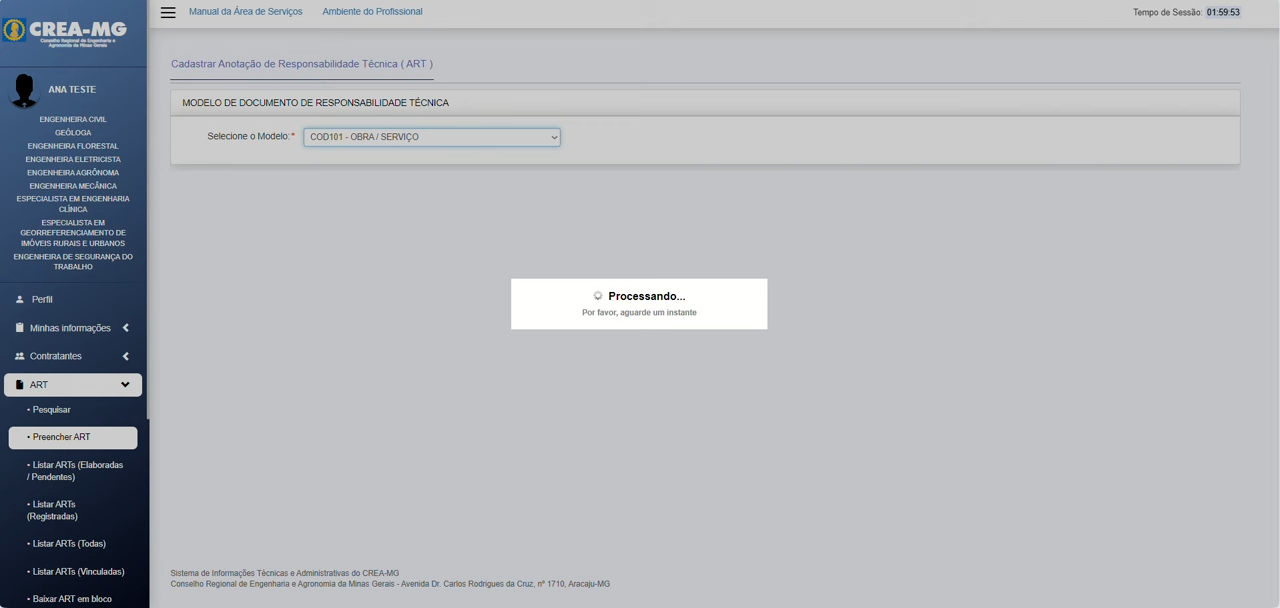 CREA-MG
Conselho Regional de Engenharia e
Agronomia de Minas Gerais
ANA TESTE
ENGENHEIRA CIVIL
GEÓLOGA
ENGENHEIRA FLORESTAL
ENGENHEIRA ELETRICISTA
ENGENHEIRA AGRÔNOMA
ENGENHEIRA MECÂNICA
ESPECIALISTA EM ENGENHARIA
CLÍNICA
ESPECIALISTA EM
GEORREFERENCIAMENTO DE
IMÓVEIS RURAIS E URBANOS
ENGENHEIRA DE SEGURANÇA DO
TRABALHO
Perfil
Minhas informações
Contratantes
ART
• Pesquisar
• Preencher ART
• Listar ARTs (Elaboradas
/ Pendentes)
• Listar ARTs
(Registradas)
• Listar ARTs (Todas)
• Listar ARTs (Vinculadas)
• Baixar ART em bloco
Manual da Área de Serviços Ambiente do Profissional Tempo de Sessão: 01:59:53
Cadastrar Anotação de Responsabilidade Técnica ( ART )
MODELO DE DOCUMENTO DE RESPONSABILIDADE TÉCNICA
Selecione o Modelo:* COD101 - OBRA / SERVIÇO
Processando...
Por favor, aguarde um instante
Sistema de Informações Técnicas e Administrativas do CREA-MG
Conselho Regional de Engenharia e Agronomia da Minas Gerais - Avenida Dr. Carlos Rodrigues da Cruz, nº 1710, Aracaju-MG